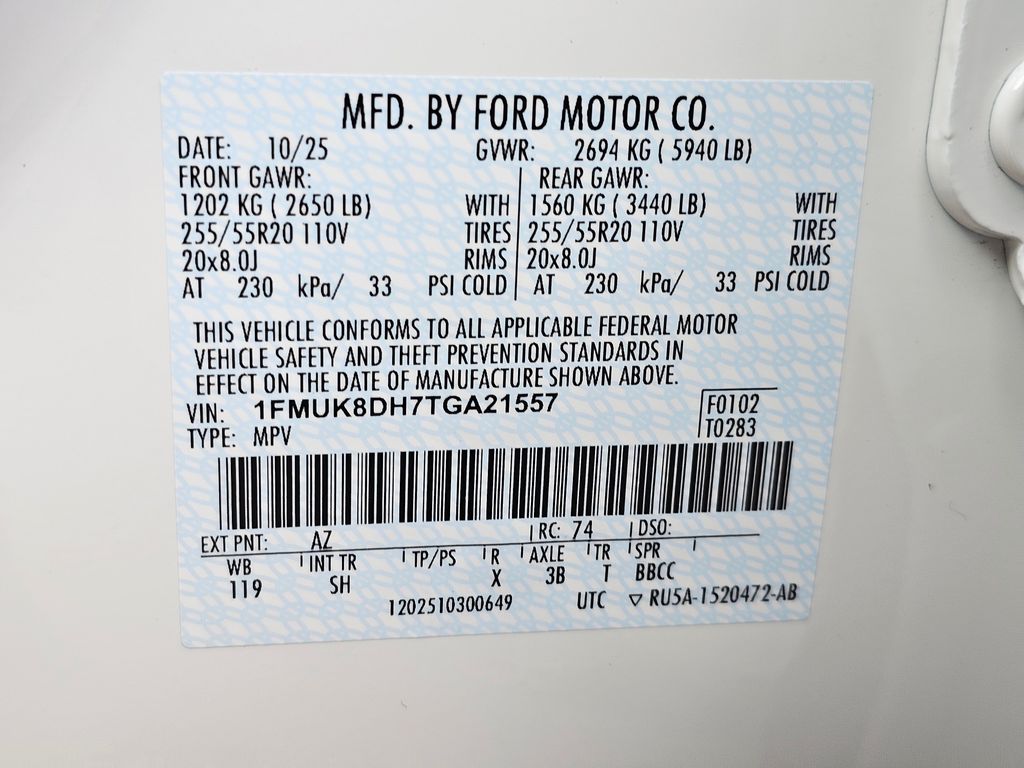 MFD. BY FORD MOTOR CO.
DATE: 10/25 GVWR: 2694 KG ( 5940 LB)
FRONT GAWR: REAR GAWR:
1202 KG ( 2650 LB) WITH 1560 KG ( 3440 LB) WITH
255/55R20 110V TIRES 255/55R20 110V TIRES
20x8.0J RIMS 20x8.0J RIMS
AT 230 kPa/ 33 PSI COLD AT 230 kPa/ 33 PSI COLD
THIS VEHICLE CONFORMS TO ALL APPLICABLE FEDERAL MOTOR
VEHICLE SAFETY AND THEFT PREVENTION STANDARDS IN
EFFECT ON THE DATE OF MANUFACTURE SHOWN ABOVE.
VIN: 1FMUK8DH7TGA21557 F0102
TYPE: MPV T0283
EXT PNT: AZ RC: 74 DSO:
WB INT TR TP/PS R AXLE TR SPR
119 SH X 3B T BBCC
1202510300649 UTC ▽ RU5A-1520472-AB